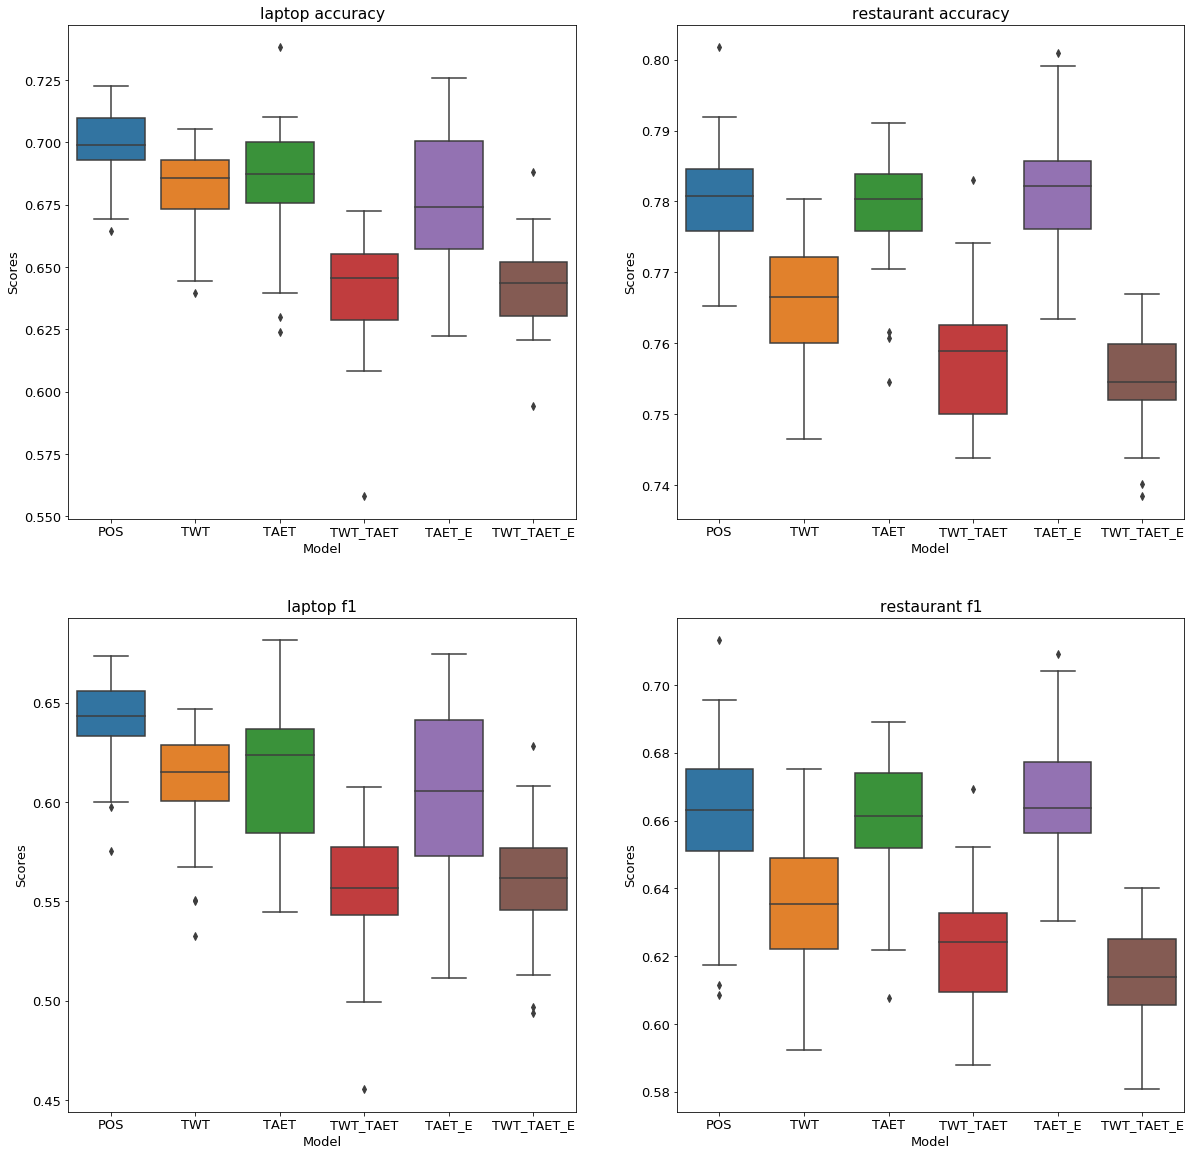 laptop accuracy
Scores
0.725
0.700
0.675
0.650
0.625
0.600
0.575
0.550
POS TWT TAET TWT_TAET TAET_E TWT_TAET_E
Model
restaurant accuracy
Scores
0.80
0.79
0.78
0.77
0.76
0.75
0.74
POS TWT TAET TWT_TAET TAET_E TWT_TAET_E
Model
laptop f1
Scores
0.65
0.60
0.55
0.50
0.45
POS TWT TAET TWT_TAET TAET_E TWT_TAET_E
Model
restaurant f1
Scores
0.70
0.68
0.66
0.64
0.62
0.60
0.58
POS TWT TAET TWT_TAET TAET_E TWT_TAET_E
Model